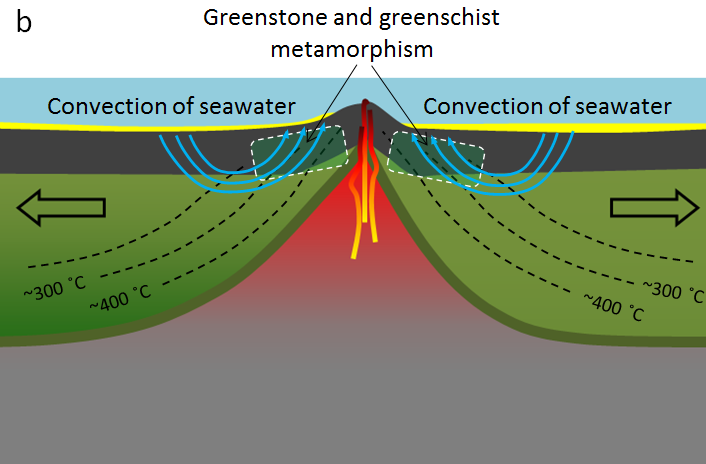 b
Greenstone and greenschist
metamorphism
Convection of seawater
Convection of seawater
~300 ˚C
~400 ˚C
~400 ˚C
~300 ˚C